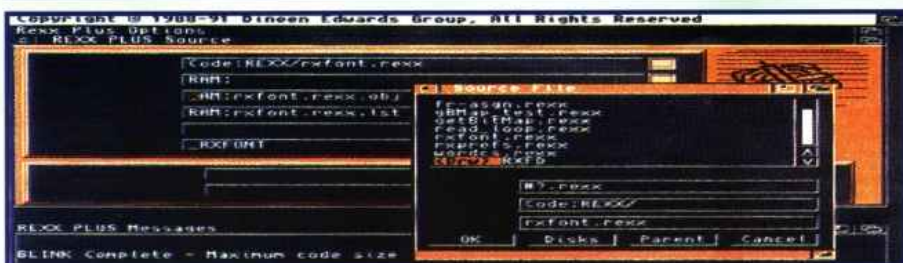 Copyright © 1988-91 Dineen Edwards Group, All Rights Reserved
Rexx Plus Options
REXX PLUS Source
Code:REXX/rxfont.rexx
RAM:
RAM:rxfont.rexx.obj
RAM:rxfont.rexx.lst
_RXFONT
Source File
fr-asgn.rexx
gBMap_test.rexx
getBitMap.rexx
read_loop.rexx
rxfont.rexx
rxprefs.rexx
wordcs.rexx
RXFD
#?.rexx
Code:REXX/
rxfont.rexx
OK Disks Parent Cancel
REXX PLUS Messages
BLINK Complete - Maximum code size